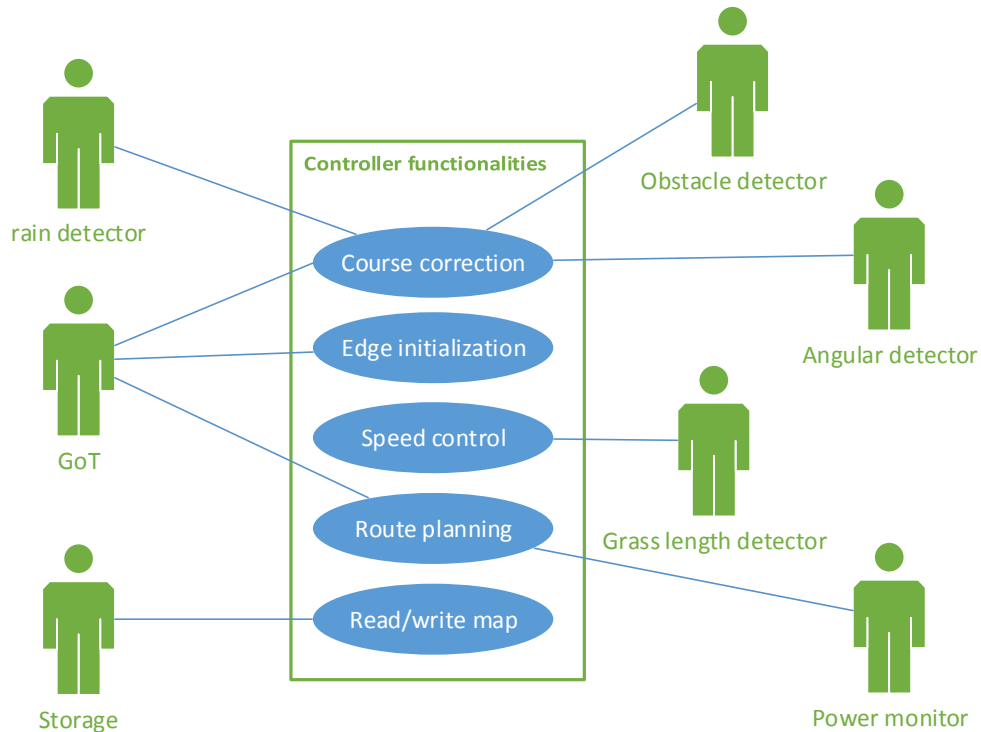 Controller functionalities
Obstacle detector
rain detector
Course correction
Edge initialization
Angular detector
Speed control
GoT
Route planning
Grass length detector
Read/write map
Storage
Power monitor